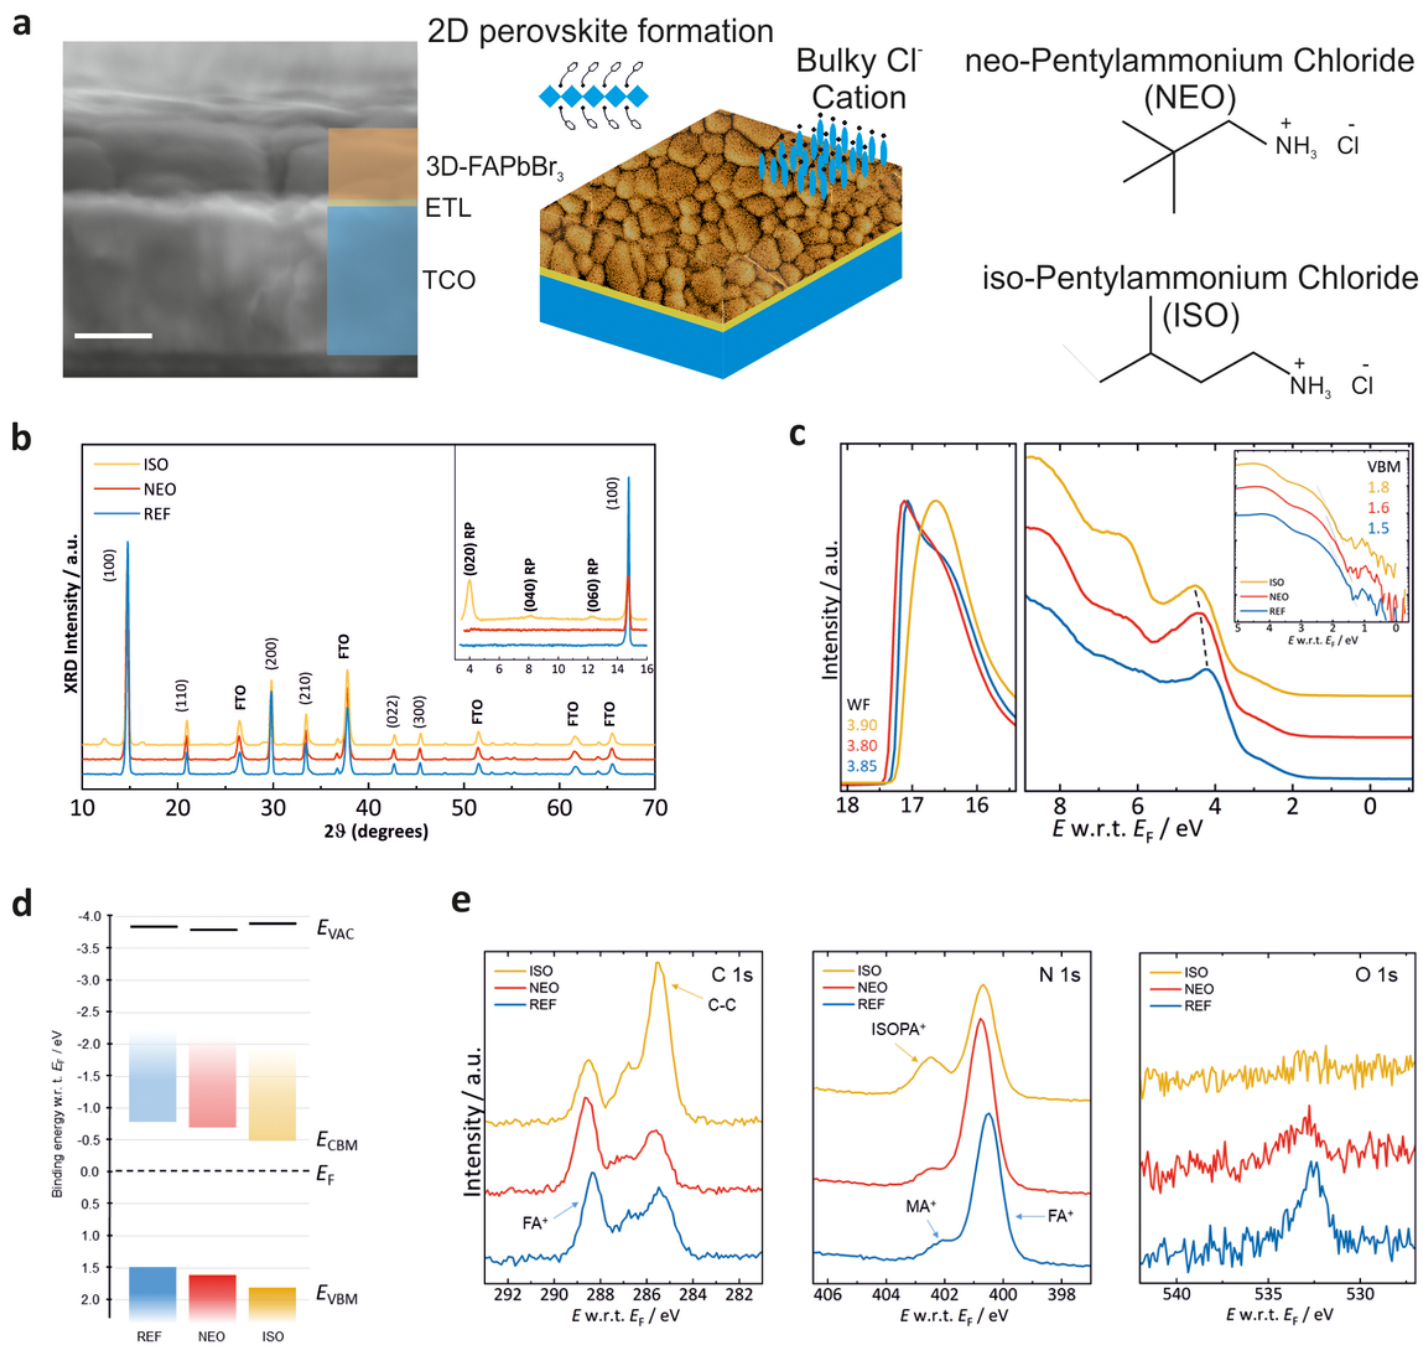 a
2D perovskite formation
Bulky Cl-
Cation
neo-Pentylammonium Chloride
(NEO)
+
NH3
-
Cl
3D-FAPbBr3
ETL
TCO
iso-Pentylammonium Chloride
(ISO)
+
NH3
-
Cl
b
ISO
NEO
REF
XRD Intensity / a.u.
(100)
(110)
FTO
(200)
(210)
FTO
(022)
(300)
FTO
FTO
FTO
(020) RP
(040) RP
(060) RP
(100)
4 6 8 10 12 14 16
10 20 30 40 50 60 70
2ϑ (degrees)
c
Intensity / a.u.
WF
3.90
3.80
3.85
18 17 16
VBM
1.8
1.6
1.5
ISO
NEO
REF
5 4 3 2 1 0
E w.r.t. EF / eV
8 6 4 2 0
E w.r.t. EF / eV
d
Binding energy w.r. t. EF / eV
-4.0
-3.5
-3.0
-2.5
-2.0
-1.5
-1.0
-0.5
0.0
0.5
1.0
1.5
2.0
EVAC
ECBM
EF
EVBM
REF NEO ISO
e
Intensity / a.u.
ISO
NEO
REF
C 1s
C-C
FA+
292 290 288 286 284 282
E w.r.t. EF / eV
ISO
NEO
REF
N 1s
ISOPA+
MA+
FA+
406 404 402 400 398
E w.r.t. EF / eV
ISO
NEO
REF
O 1s
540 535 530
E w.r.t. EF / eV